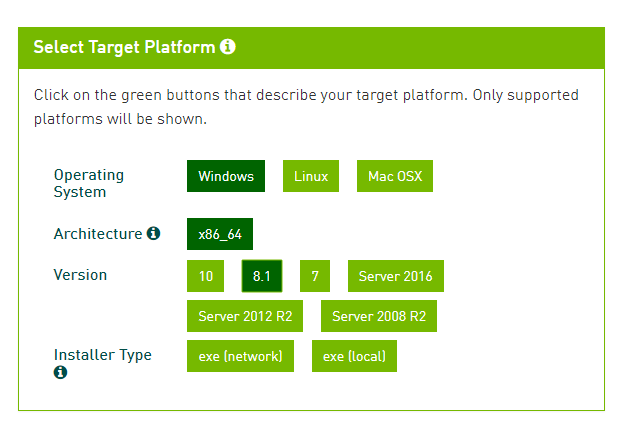 Select Target Platform
Click on the green buttons that describe your target platform. Only supported
platforms will be shown.
Operating
System
Windows
Linux
Mac OSX
Architecture
x86_64
Version
10
8.1
7
Server 2016
Server 2012 R2
Server 2008 R2
Installer Type
exe (network)
exe (local)